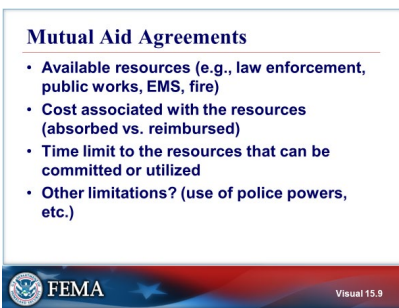 Mutual Aid Agreements
• Available resources (e.g., law enforcement,
public works, EMS, fire)
• Cost associated with the resources
(absorbed vs. reimbursed)
• Time limit to the resources that can be
committed or utilized
• Other limitations? (use of police powers,
etc.)
FEMA
Visual 15.9